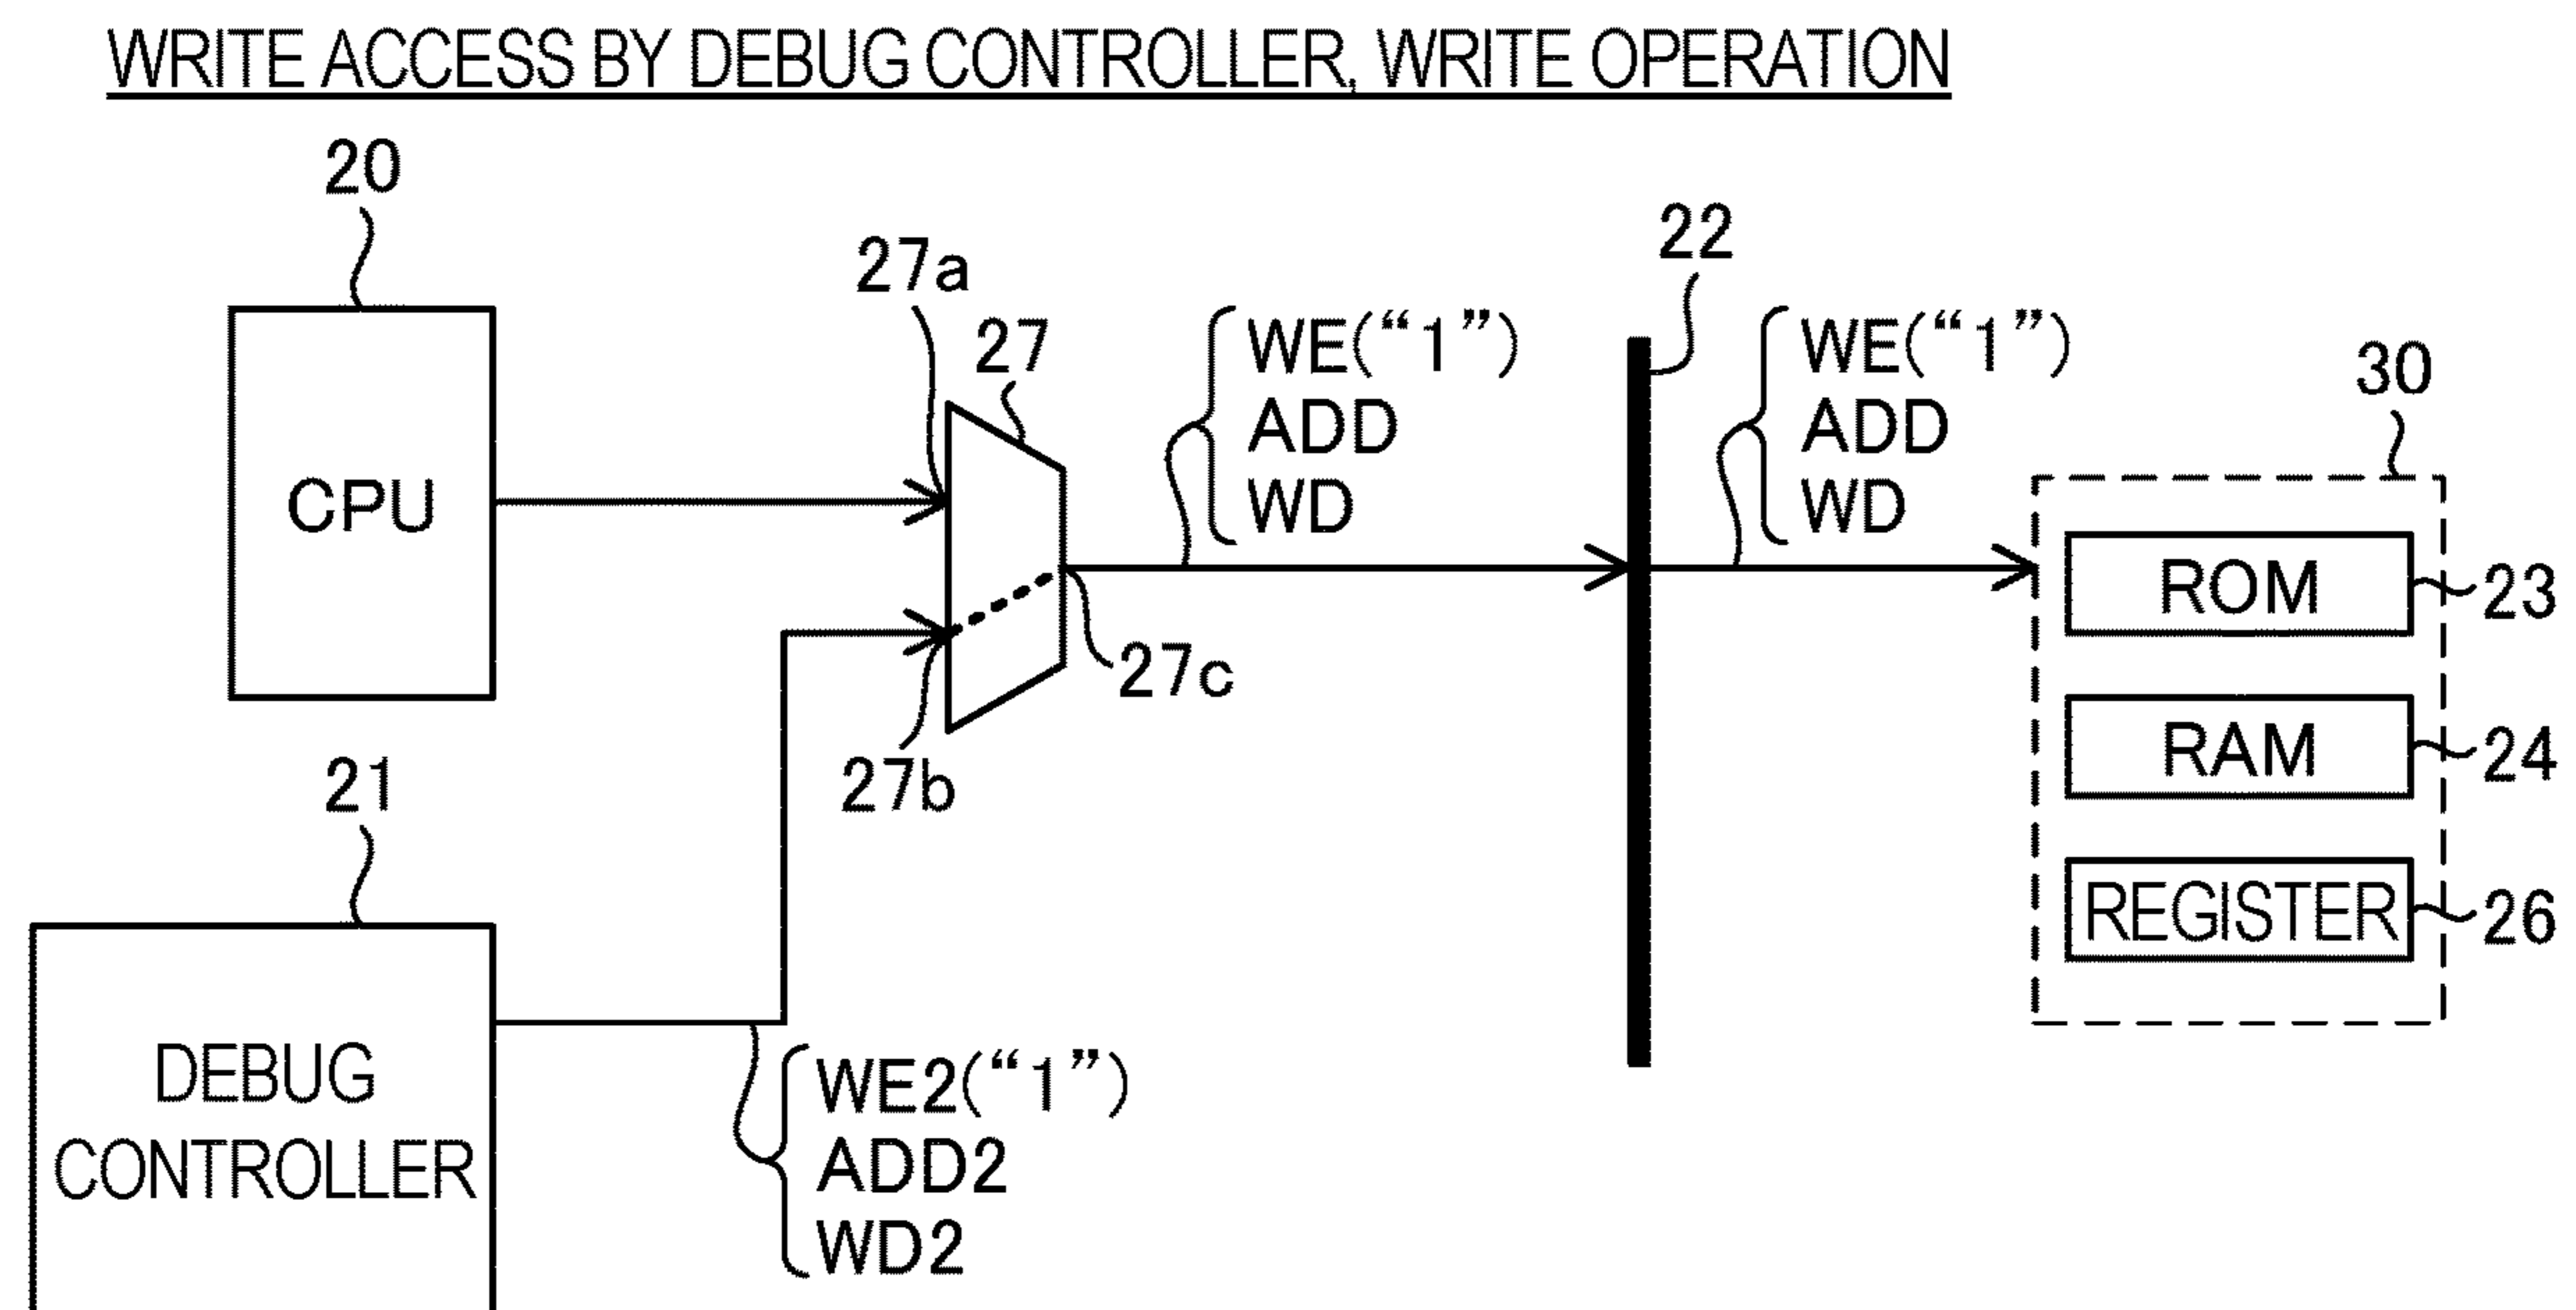 WRITE ACCESS BY DEBUG CONTROLLER, WRITE OPERATION
20
27a
27
22
30
WE(“1”)
ADD
WD
WE(“1”)
ADD
WD
CPU
ROM
23
27c
RAM
24
27b
21
REGISTER
26
DEBUG
CONTROLLER
WE2(“1”)
ADD2
WD2